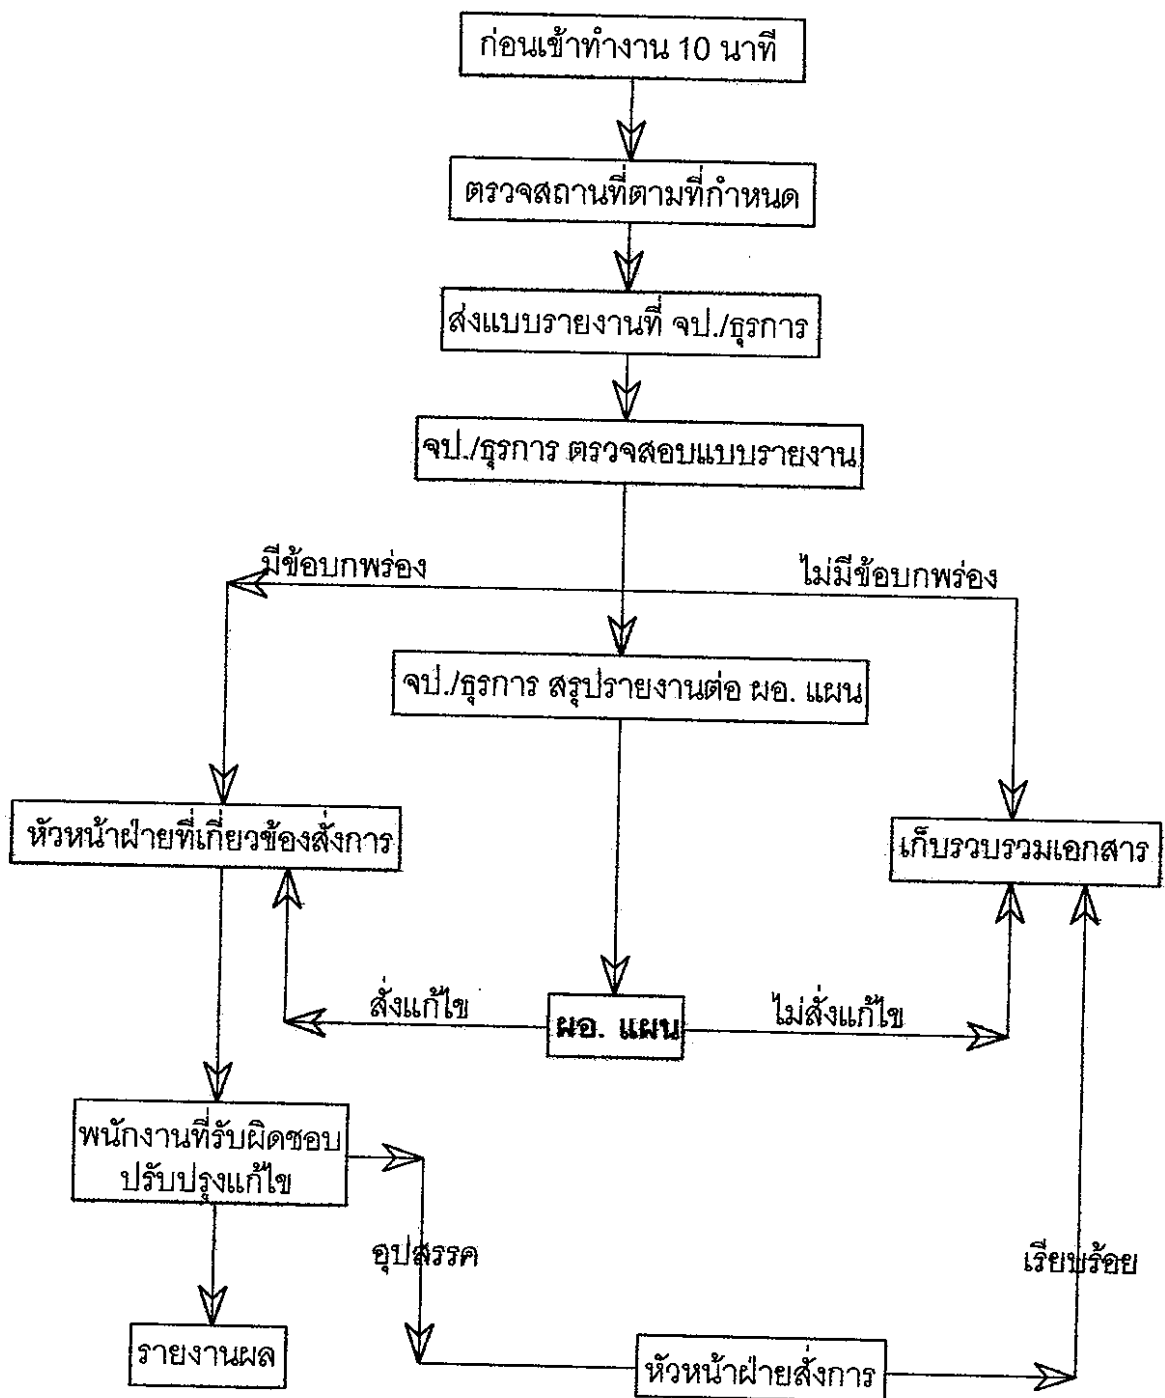 ก่อนเข้าทำงาน 10 นาที
ตรวจสถานที่ตามที่กำหนด
ส่งแบบรายงานที่ จป./ธุรการ
จป./ธุรการ ตรวจสอบแบบรายงาน
มีข้อบกพร่อง
ไม่มีข้อบกพร่อง
จป./ธุรการ สรุปรายงานต่อ ผอ. แผน
หัวหน้าฝ่ายที่เกี่ยวข้องสั่งการ
เก็บรวบรวมเอกสาร
สั่งแก้ไข
ผอ. แผน
ไม่สั่งแก้ไข
พนักงานที่รับผิดชอบ
ปรับปรุงแก้ไข
อุปสรรค
เรียบร้อย
รายงานผล
หัวหน้าฝ่ายสั่งการ